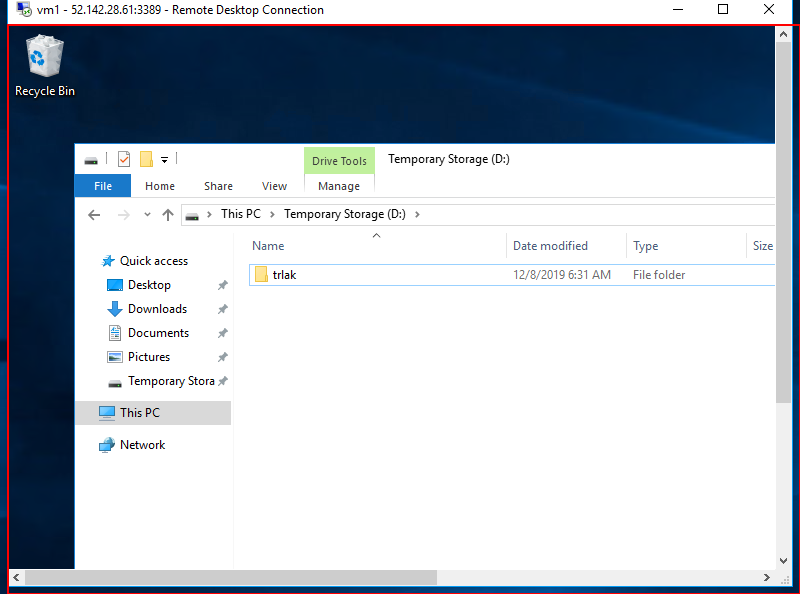 vm1 - 52.142.28.61:3389 - Remote Desktop Connection
Recycle Bin
Drive Tools
Temporary Storage (D:)
File
Home
Share
View
Manage
This PC
Temporary Storage (D:)
Name
Date modified
Type
Size
trlak
12/8/2019 6:31 AM
File folder
Quick access
Desktop
Downloads
Documents
Pictures
Temporary Stora
This PC
Network